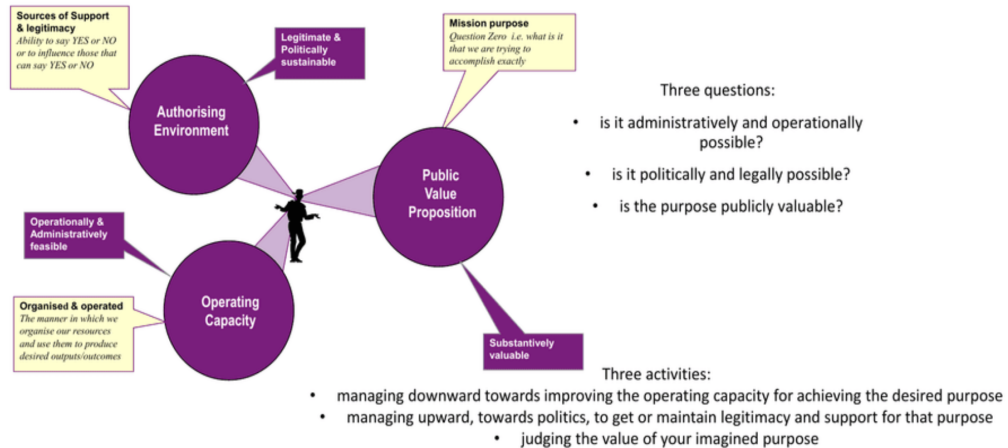 Sources of Support
& legitimacy
Ability to say YES or NO
or to influence those that
can say YES or NO
Legitimate &
Politically
sustainable
Authorising
Environment
Mission purpose
Question Zero i.e. what is it
that we are trying to
accomplish exactly
Public
Value
Proposition
Operationally &
Administratively
feasible
Organised & operated
The manner in which we
organise our resources
and use them to produce
desired outputs/outcomes
Operating
Capacity
Substantively
valuable
Three questions:
• is it administratively and operationally
possible?
• is it politically and legally possible?
• is the purpose publicly valuable?
Three activities:
• managing downward towards improving the operating capacity for achieving the desired purpose
• managing upward, towards politics, to get or maintain legitimacy and support for that purpose
• judging the value of your imagined purpose